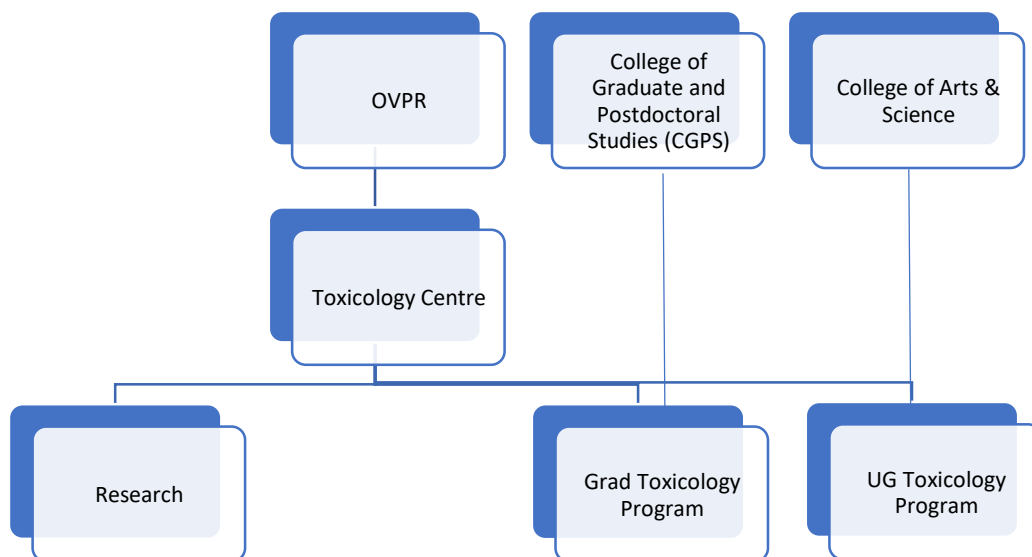 OVPR
College of
Graduate and
Postdoctoral
Studies (CGPS)
College of Arts &
Science
Toxicology Centre
Research
Grad Toxicology
Program
UG Toxicology
Program